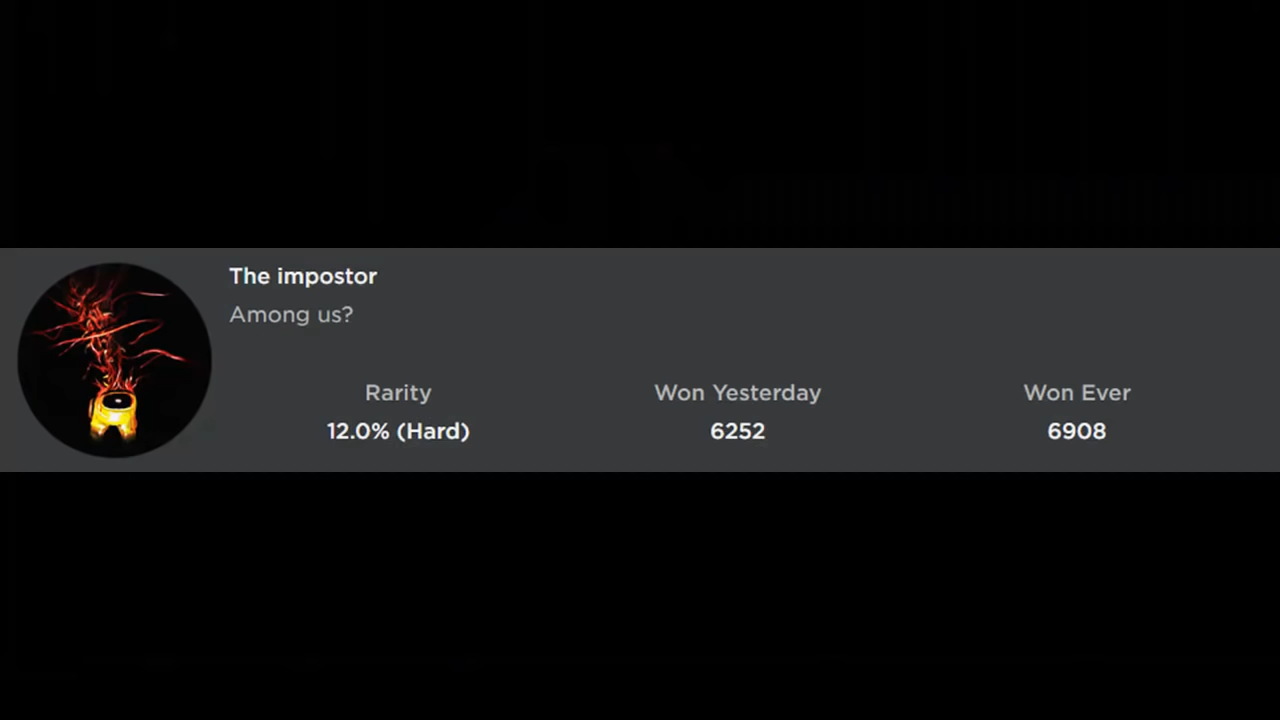 The impostor
Among us?
Rarity Won Yesterday Won Ever
12.0% (Hard) 6252 6908